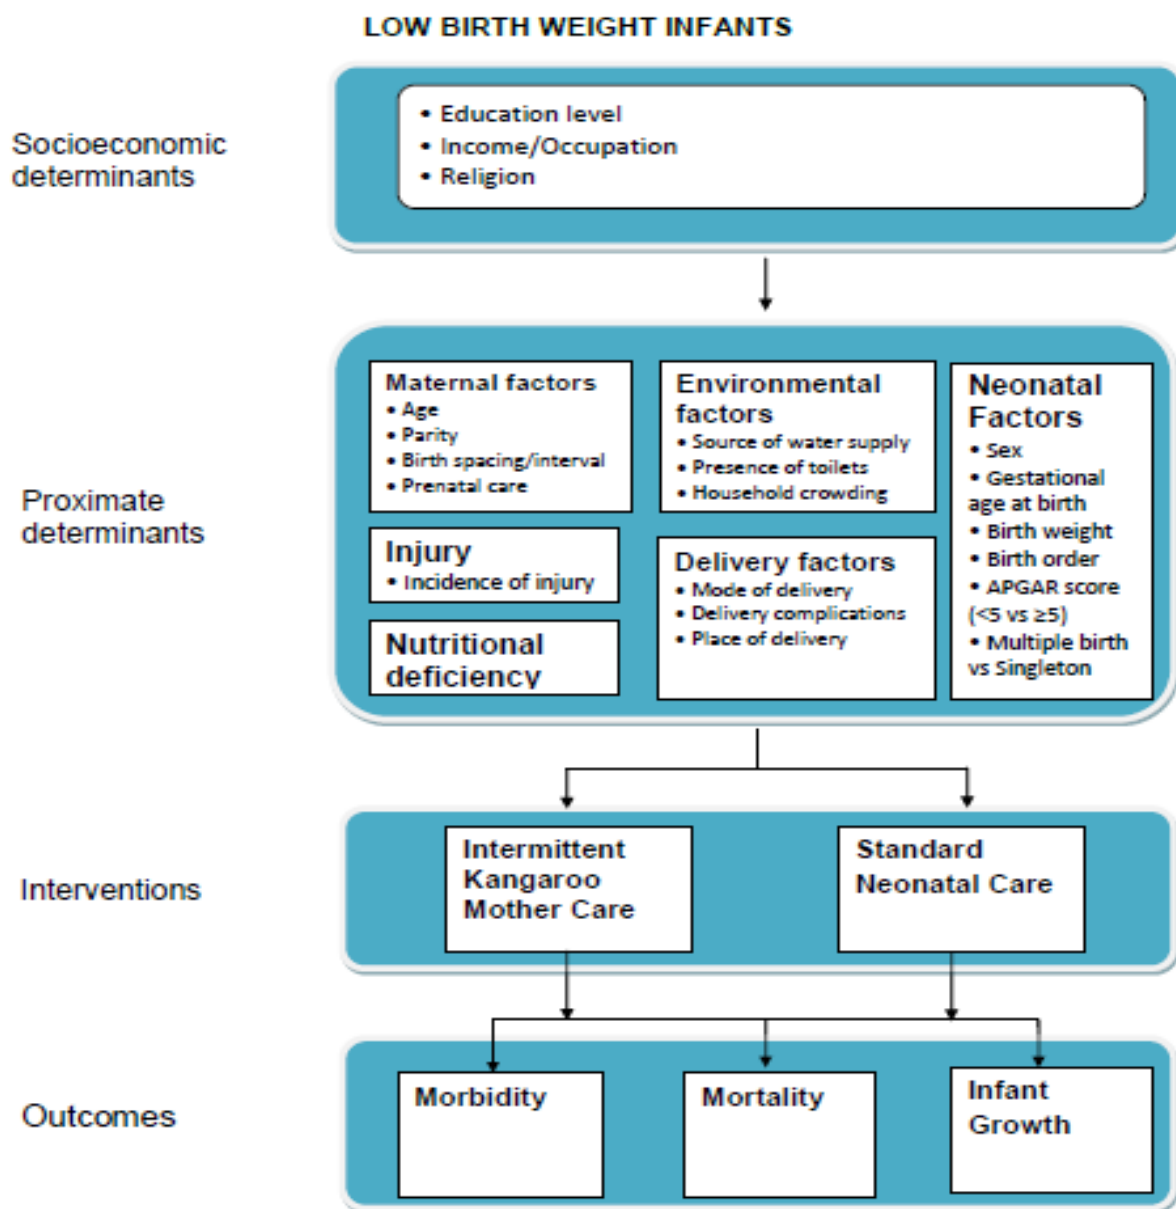 LOW BIRTH WEIGHT INFANTS
Socioeconomic
determinants
• Education level
• Income/Occupation
• Religion
Proximate
determinants
Maternal factors
• Age
• Parity
• Birth spacing/interval
• Prenatal care
Injury
• Incidence of injury
Nutritional
deficiency
Environmental
factors
• Source of water supply
• Presence of toilets
• Household crowding
Delivery factors
• Mode of delivery
• Delivery complications
• Place of delivery
Neonatal
Factors
• Sex
• Gestational
age at birth
• Birth weight
• Birth order
• APGAR score
(<5 vs ≥5)
• Multiple birth
vs Singleton
Interventions
Intermittent
Kangaroo
Mother Care
Standard
Neonatal Care
Outcomes
Morbidity
Mortality
Infant
Growth